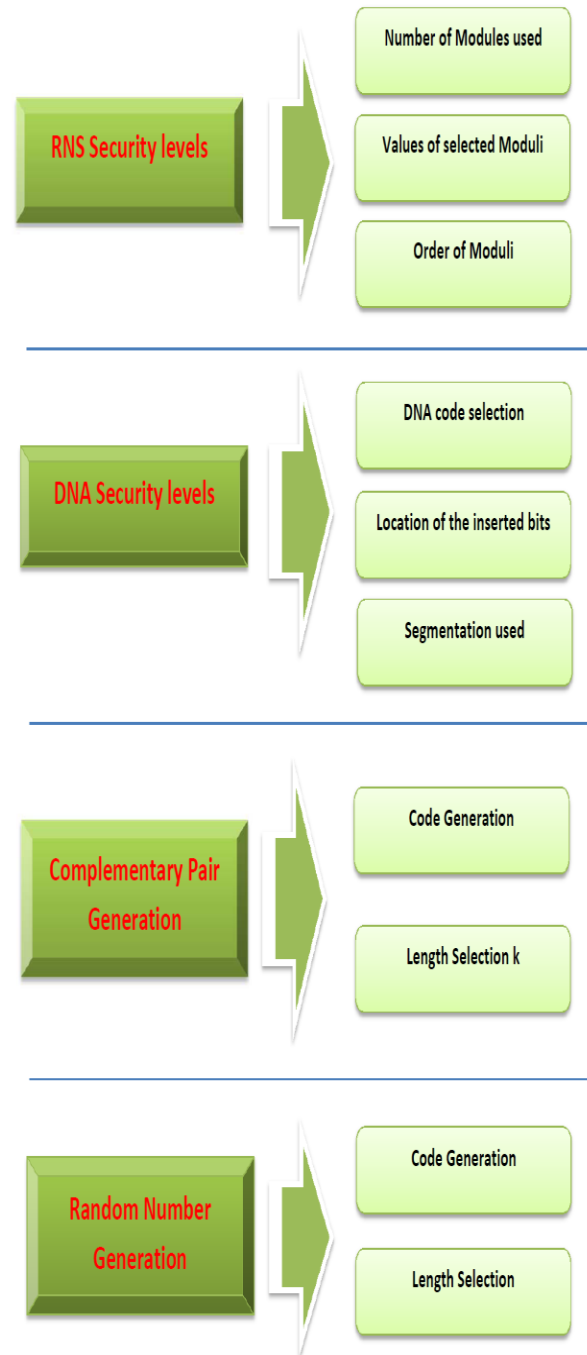 RNS Security levels
Number of Modules used
Values of selected Moduli
Order of Moduli
DNA Security levels
DNA code selection
Location of the inserted bits
Segmentation used
Complementary Pair
Generation
Code Generation
Length Selection k
Random Number
Generation
Code Generation
Length Selection